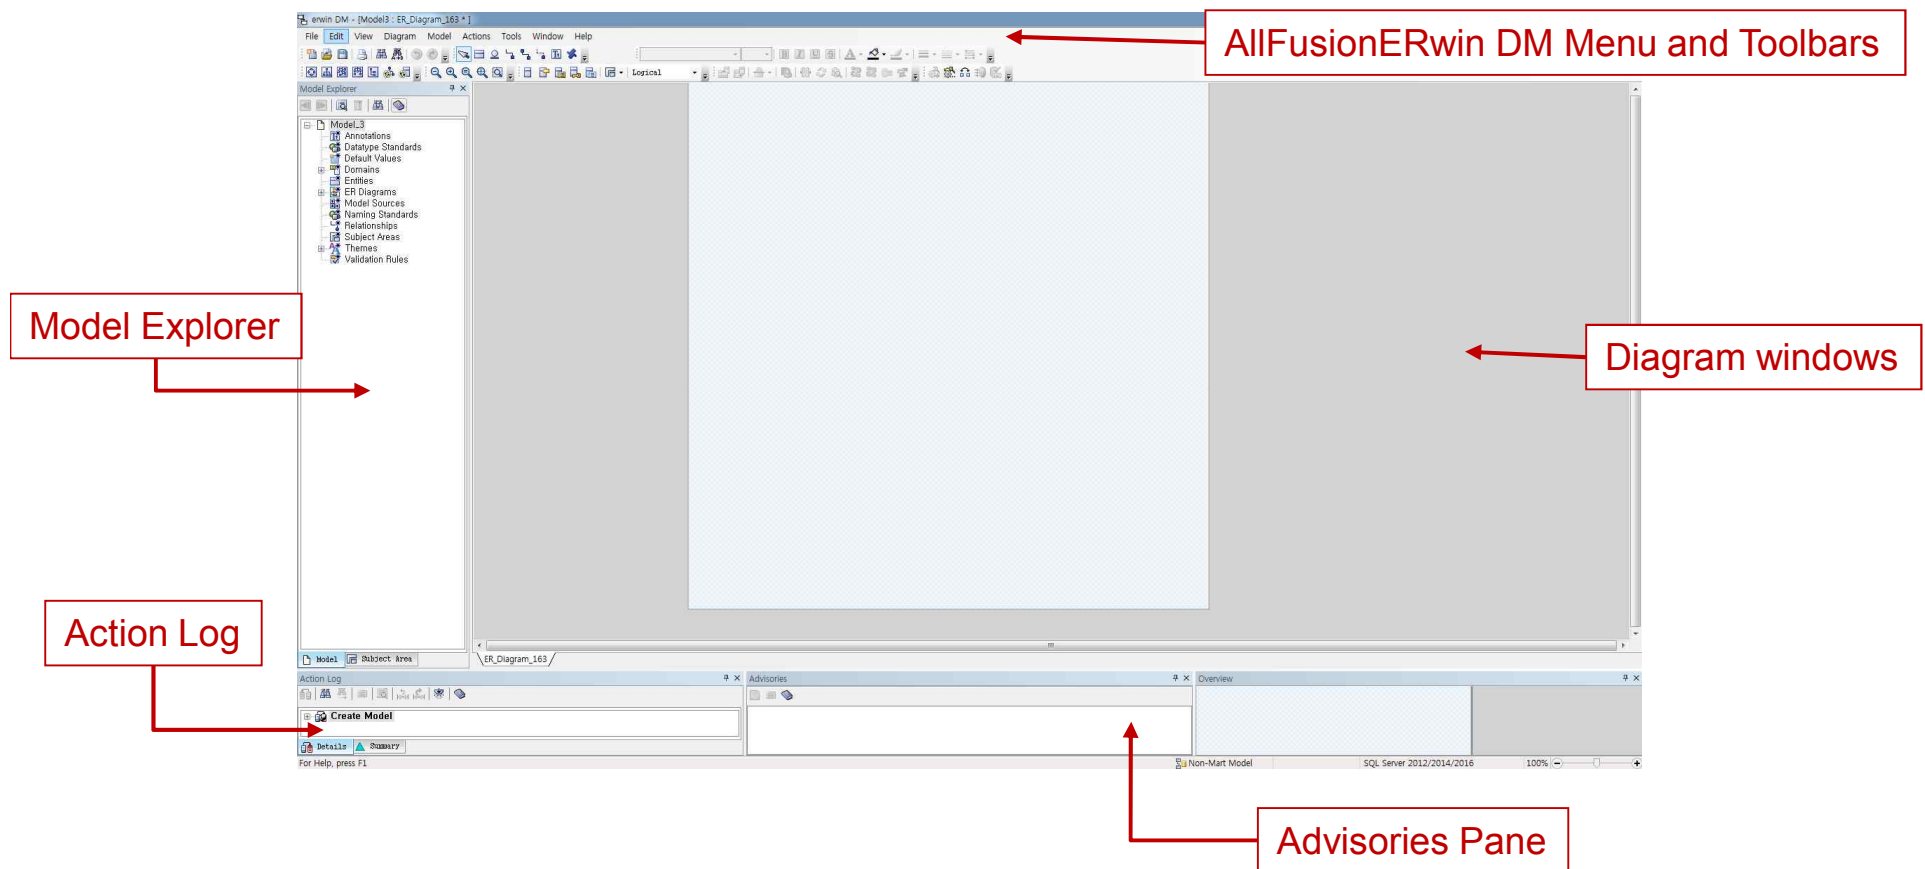 erwin DM - [Model3 : ER_Diagram_163 * ]
File Edit View Diagram Model Actions Tools Window Help
AllFusionERwin DM Menu and Toolbars
Logical
Model Explorer
Model_3
Annotations
Datatype Standards
Default Values
Domains
Entities
ER Diagrams
Model Sources
Naming Standards
Relationships
Subject Areas
Themes
Validation Rules
Model Explorer
Diagram windows
Action Log
Model Subject Area
ER_Diagram_163
Action Log
Create Model
Details Summary
Advisories
Overview
For Help, press F1
Non-Mart Model
SQL Server 2012/2014/2016
100%
Advisories Pane